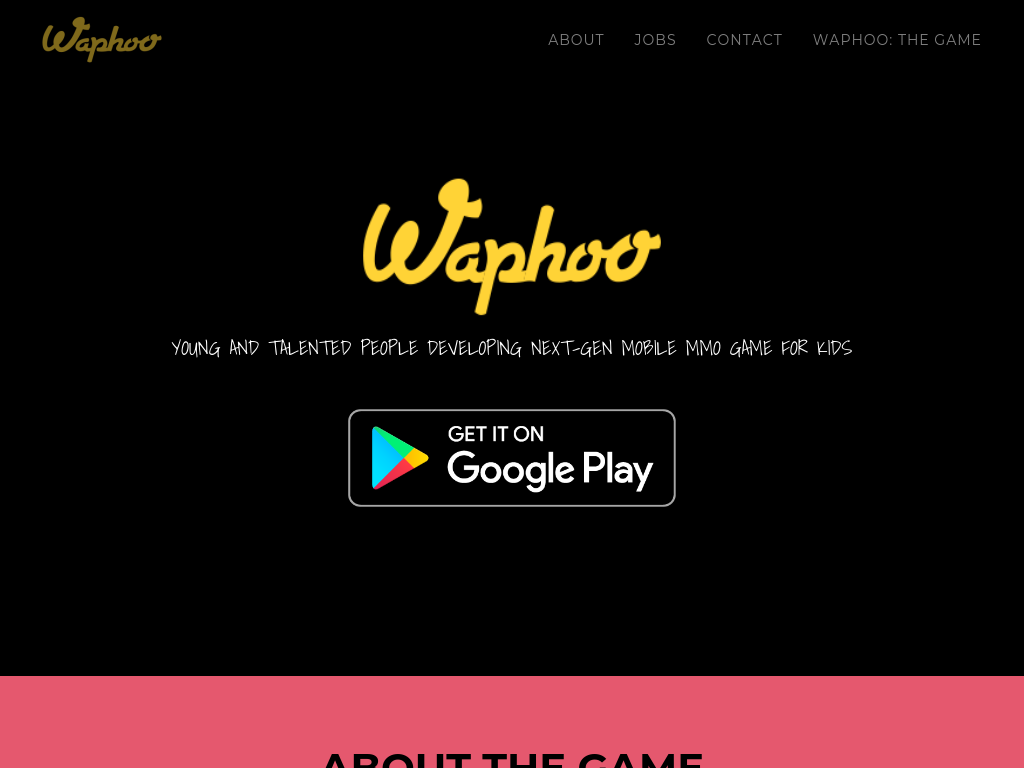 Waphoo
ABOUT JOBS CONTACT WAPHOO: THE GAME
Waphoo
YOUNG AND TALENTED PEOPLE DEVELOPING NEXT-GEN MOBILE MMO GAME FOR KIDS
GET IT ON
Google Play
ABOUT THE GAME